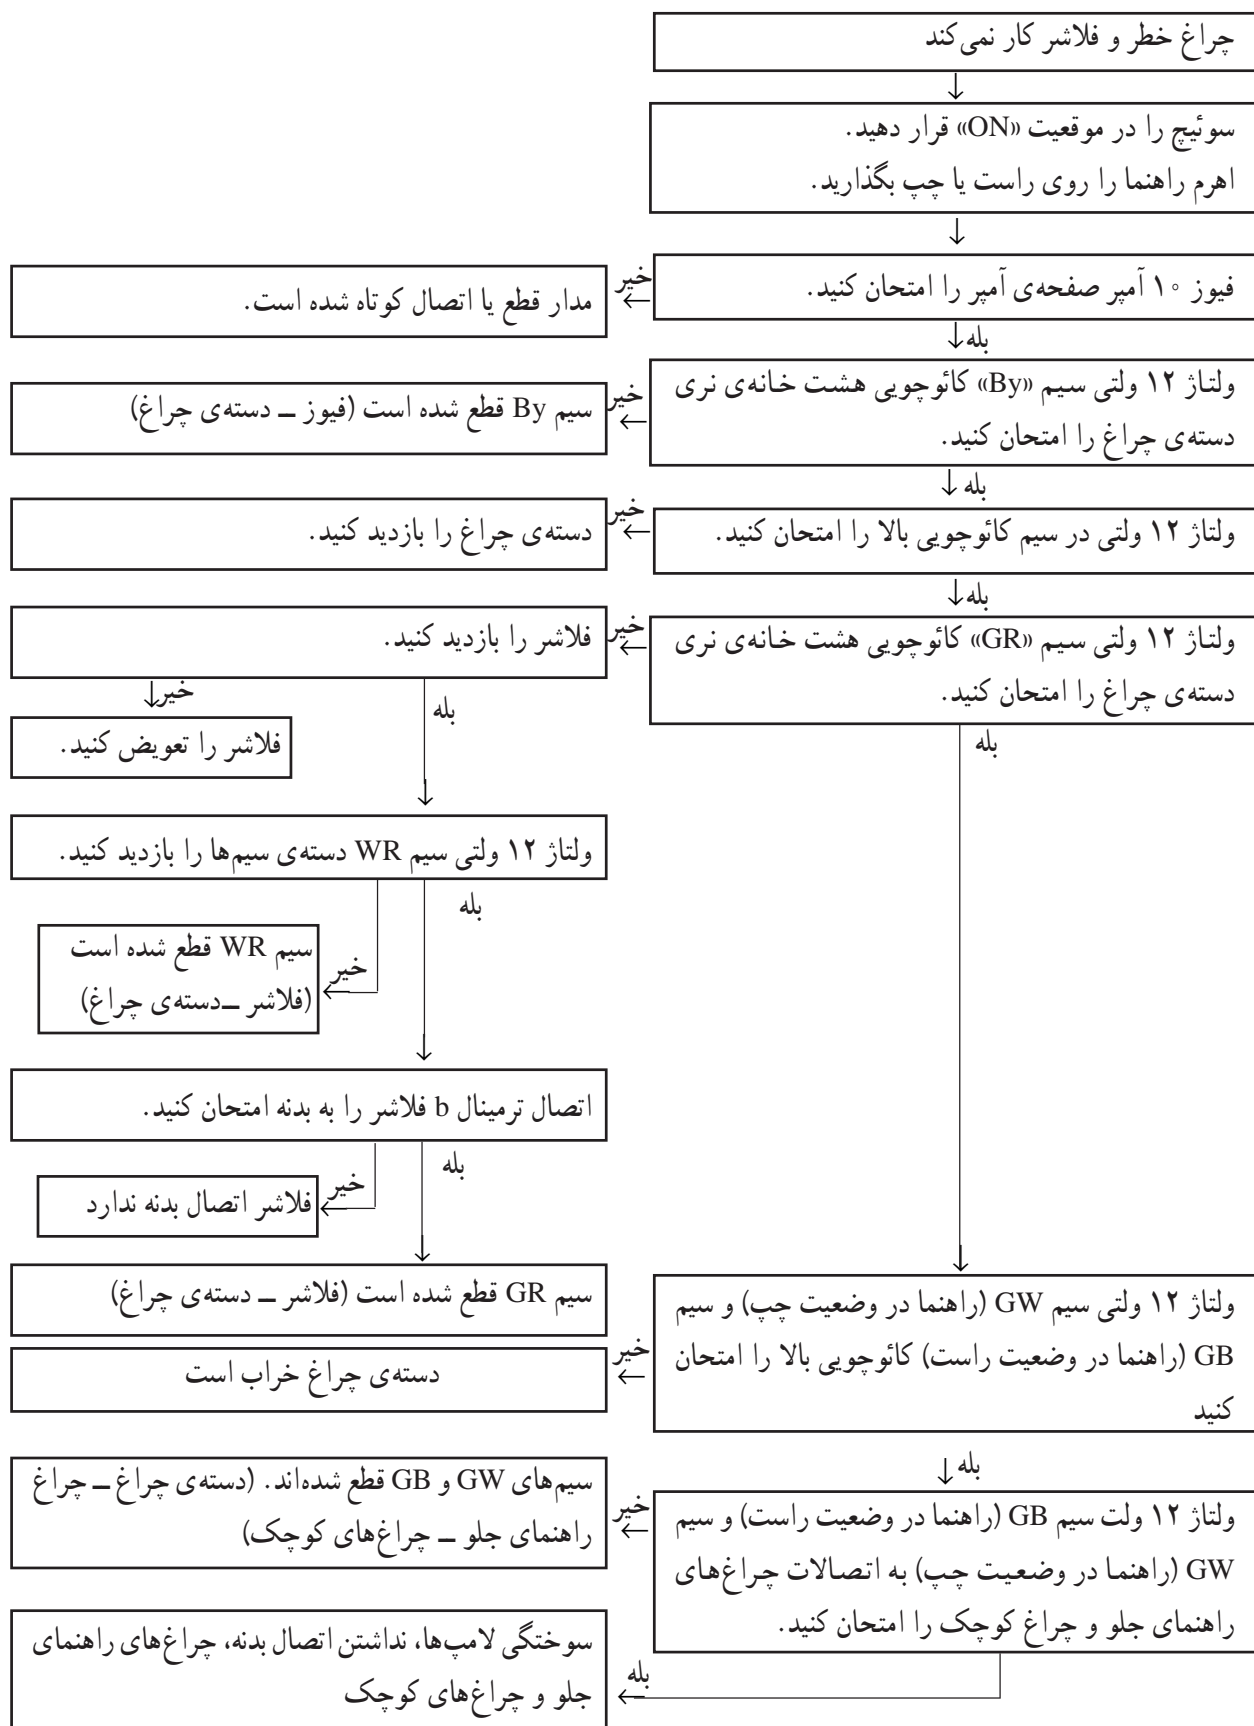 چراغ خطر و فلاشر کار نمی‌کند
سوئیچ را در موقعیت «ON» قرار دهید.
اهرم راهنما را روی راست یا چپ بگذارید.
فیوز ۱۰ آمپر صفحه‌ی آمپر را امتحان کنید.
خیر
مدار قطع یا اتصال کوتاه شده است.
بله
ولتاژ ۱۲ ولتی سیم «By» کائوچویی هشت خانه‌ی نری
دسته‌ی چراغ را امتحان کنید.
خیر
سیم By قطع شده است (فیوز ــ دسته‌ی چراغ)
بله
ولتاژ ۱۲ ولتی در سیم کائوچویی بالا را امتحان کنید.
خیر
دسته‌ی چراغ را بازدید کنید.
بله
ولتاژ ۱۲ ولتی سیم «GR» کائوچویی هشت خانه‌ی نری
دسته‌ی چراغ را امتحان کنید.
خیر
فلاشر را بازدید کنید.
خیر
فلاشر را تعویض کنید.
بله
بله
ولتاژ ۱۲ ولتی سیم WR دسته‌ی سیم‌ها را بازدید کنید.
بله
خیر
سیم WR قطع شده است
(فلاشر ــ دسته‌ی چراغ)
اتصال ترمینال b فلاشر را به بدنه امتحان کنید.
بله
خیر
فلاشر اتصال بدنه ندارد
سیم GR قطع شده است (فلاشر ــ دسته‌ی چراغ)
ولتاژ ۱۲ ولتی سیم GW (راهنما در وضعیت چپ) و سیم
GB (راهنما در وضعیت راست) کائوچویی بالا را امتحان
کنید
خیر
دسته‌ی چراغ خراب است
بله
ولتاژ ۱۲ ولت سیم GB (راهنما در وضعیت راست) و سیم
GW (راهنما در وضعیت چپ) به اتصالات چراغ‌های
راهنمای جلو و چراغ کوچک را امتحان کنید.
خیر
سیم‌های GW و GB قطع شده‌اند. (دسته‌ی چراغ ــ چراغ
راهنمای جلو ــ چراغ‌های کوچک)
بله
سوختگی لامپ‌ها، نداشتن اتصال بدنه، چراغ‌های راهنمای
جلو و چراغ‌های کوچک